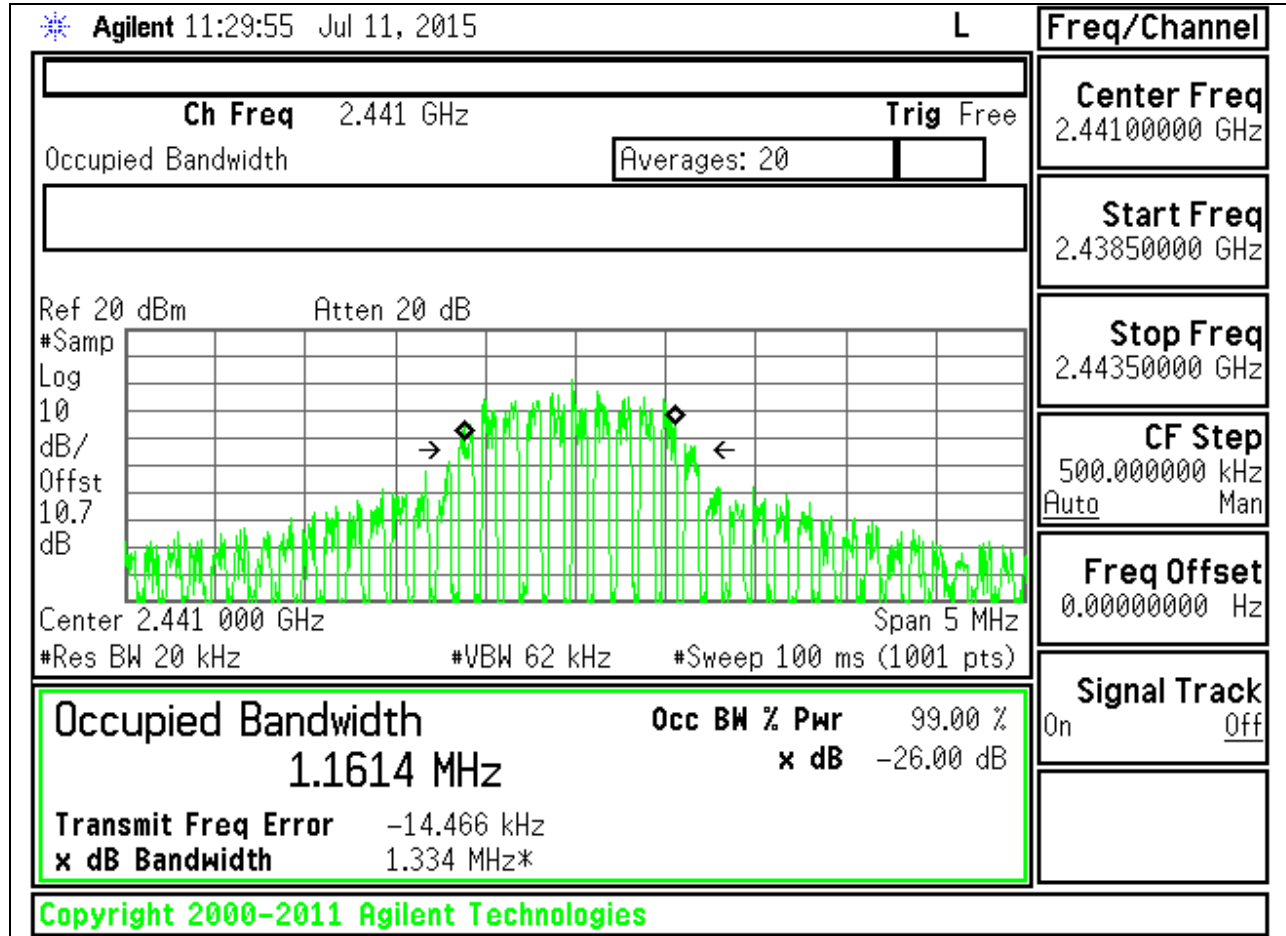 Agilent 11:29:55 Jul 11, 2015 L
Ch Freq 2.441 GHz Trig Free
Occupied Bandwidth Averages: 20
Ref 20 dBm Atten 20 dB
#Samp
Log
10
dB/
Offst
10.7
dB
Center 2.441 000 GHz Span 5 MHz
#Res BW 20 kHz #VBW 62 kHz #Sweep 100 ms (1001 pts)
Occupied Bandwidth Occ BW % Pwr 99.00 %
1.1614 MHz x dB -26.00 dB
Transmit Freq Error -14.466 kHz
x dB Bandwidth 1.334 MHz*
Copyright 2000-2011 Agilent Technologies
Freq/Channel
Center Freq
2.44100000 GHz
Start Freq
2.43850000 GHz
Stop Freq
2.44350000 GHz
CF Step
500.000000 kHz
Auto Man
Freq Offset
0.00000000 Hz
Signal Track
On Off